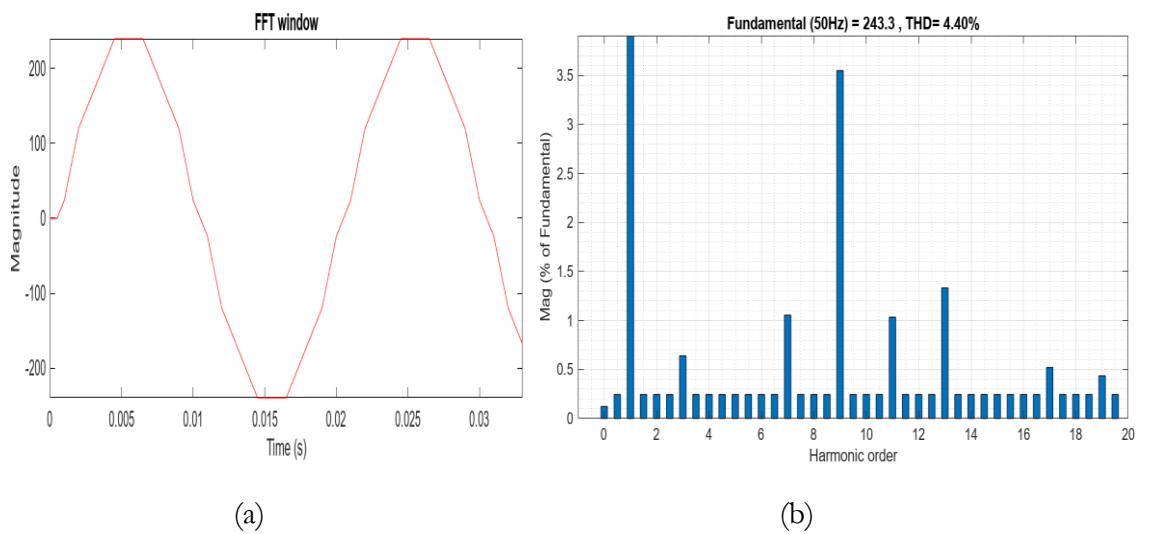 FFT window
200
100
0
-100
-200
Magnitude
0 0.005 0.01 0.015 0.02 0.025 0.03
Time (s)
(a)
Fundamental (50Hz) = 243.3 , THD= 4.40%
3.5
3
2.5
2
1.5
1
0.5
0
Mag (% of Fundamental)
0 2 4 6 8 10 12 14 16 18 20
Harmonic order
(b)